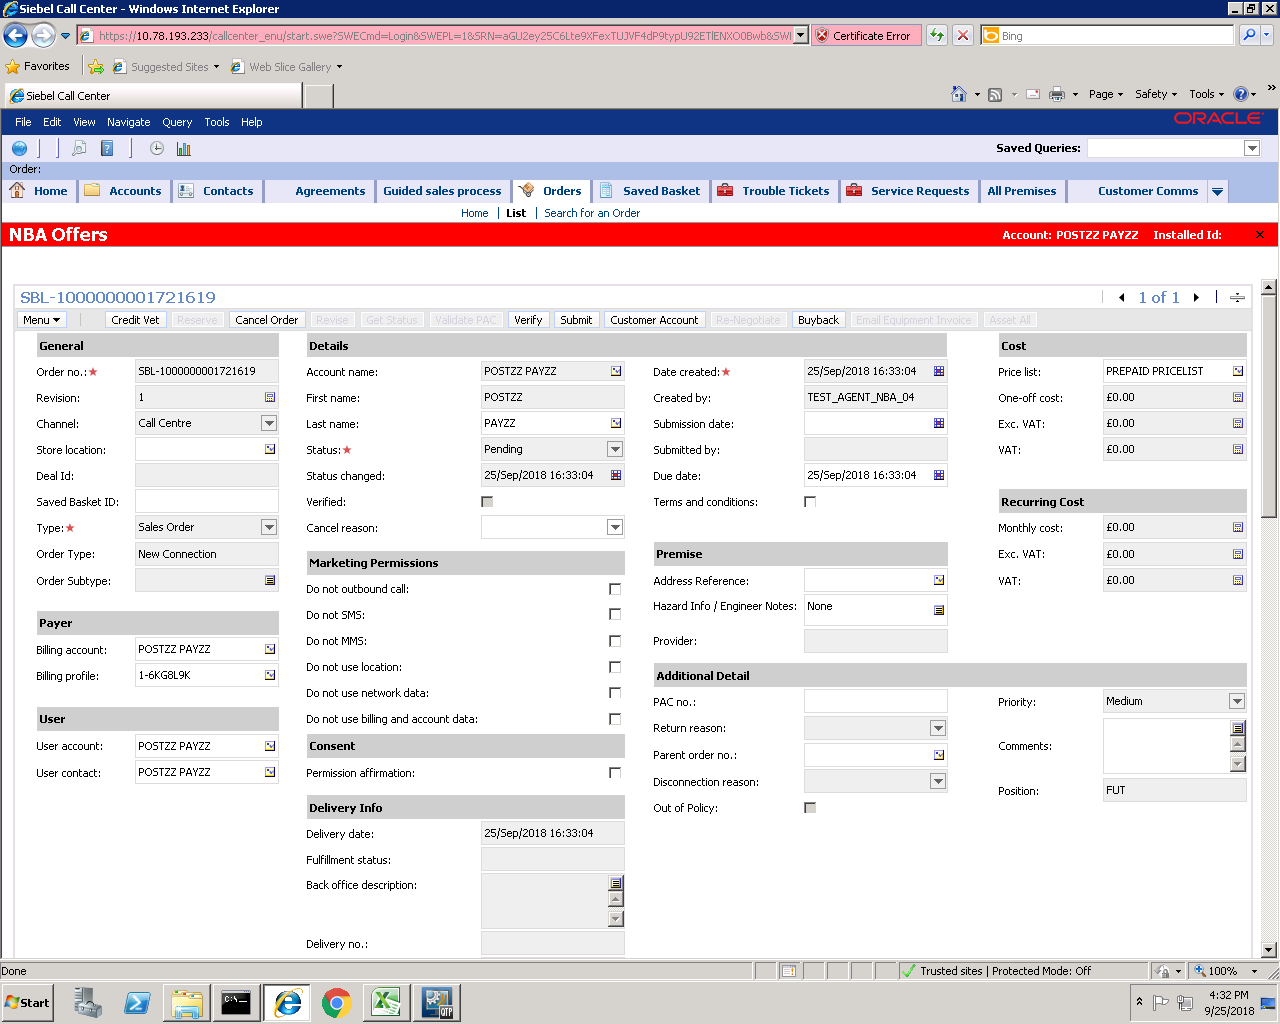 Siebel Call Center - Windows Internet Explorer
https://10.78.193.233/callcenter_enu/start.swe?SWECmd=Login&SWEPL=1&SRN=
Certificate Error
Bing
Favorites
Suggested Sites
Web Slice Gallery
Siebel Call Center
Page
Safety
Tools
File Edit View Navigate Query Tools Help
ORACLE
Saved Queries:
Order:
Home
Accounts
Contacts
Agreements
Guided sales process
Orders
Saved Basket
Trouble Tickets
Service Requests
All Premises
Customer Comms
Home | List | Search for an Order
NBA Offers
Account: POSTZZ PAYZZ Installed Id:
SBL-1000000001721619
1 of 1
Menu
Credit Vet
Reserve
Cancel Order
Revise
Get Status
Validate PAC
Verify
Submit
Customer Account
Re-Negotiate
Buyback
Email Equipment Invoice
Asset All
General
Order no.:★ SBL-1000000001721619
Revision: 1
Channel: Call Centre
Store location:
Deal Id:
Saved Basket ID:
Type:★ Sales Order
Order Type: New Connection
Order Subtype:
Payer
Billing account: POSTZZ PAYZZ
Billing profile: 1-6KG8L9K
User
User account: POSTZZ PAYZZ
User contact: POSTZZ PAYZZ
Details
Account name: POSTZZ PAYZZ
First name: POSTZZ
Last name: PAYZZ
Status:★ Pending
Status changed: 25/Sep/2018 16:33:04
Verified:
Cancel reason:
Marketing Permissions
Do not outbound call:
Do not SMS:
Do not MMS:
Do not use location:
Do not use network data:
Do not use billing and account data:
Consent
Permission affirmation:
Delivery Info
Delivery date: 25/Sep/2018 16:33:04
Fulfillment status:
Back office description:
Delivery no.:
Date created:★ 25/Sep/2018 16:33:04
Created by: TEST_AGENT_NBA_04
Submission date:
Submitted by:
Due date: 25/Sep/2018 16:33:04
Terms and conditions:
Premise
Address Reference:
Hazard Info / Engineer Notes: None
Provider:
Additional Detail
PAC no.:
Return reason:
Parent order no.:
Disconnection reason:
Out of Policy:
Priority: Medium
Comments:
Position: FUT
Cost
Price list: PREPAID PRICELIST
One-off cost: £0.00
Exc. VAT: £0.00
VAT: £0.00
Recurring Cost
Monthly cost: £0.00
Exc. VAT: £0.00
VAT: £0.00
Done
Trusted sites | Protected Mode: Off
100%
Start
C:\
QTP
4:32 PM
9/25/2018